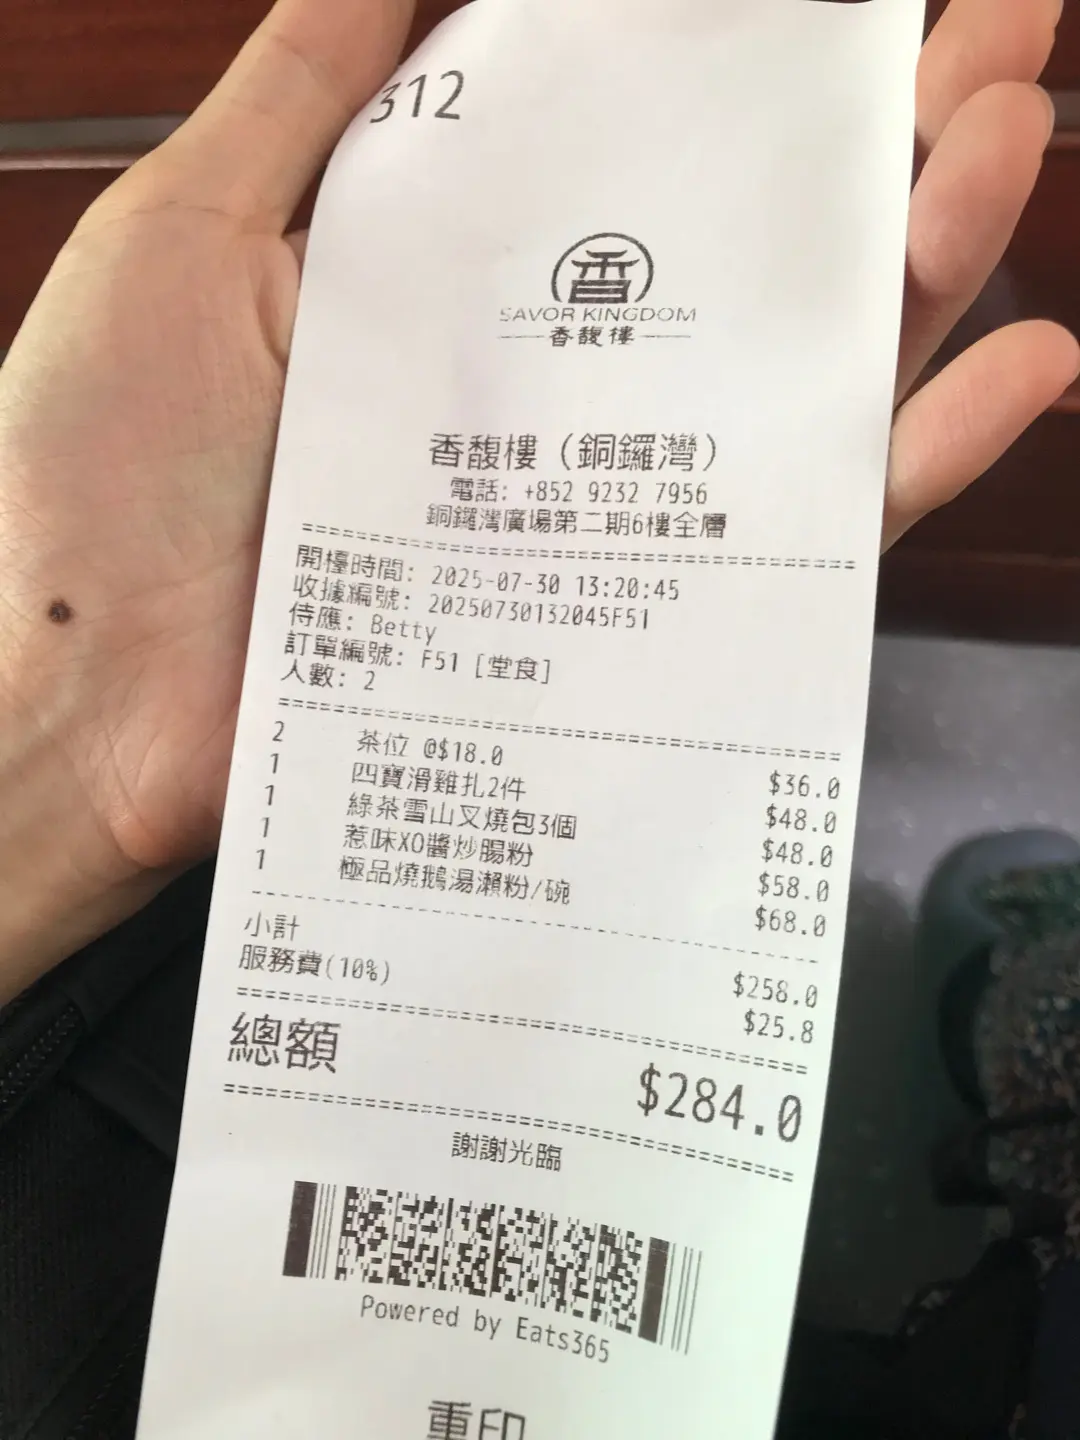 312
香
SAVOR KINGDOM
香馥樓
香馥樓（銅鑼灣）
電話: +852 9232 7956
銅鑼灣廣場第二期6樓全層
開檯時間: 2025-07-30 13:20:45
收據編號: 20250730132045F51
侍應: Betty
訂單編號: F51 [堂食]
人數: 2
2 茶位 @$18.0 $36.0
1 四寶滑雞扎2件 $48.0
1 綠茶雪山叉燒包3個 $48.0
1 惹味XO醬炒腸粉 $58.0
1 極品燒鵝湯瀨粉/碗 $68.0
小計 $258.0
服務費(10%) $25.8
總額 $284.0
謝謝光臨
Powered by Eats365
重印